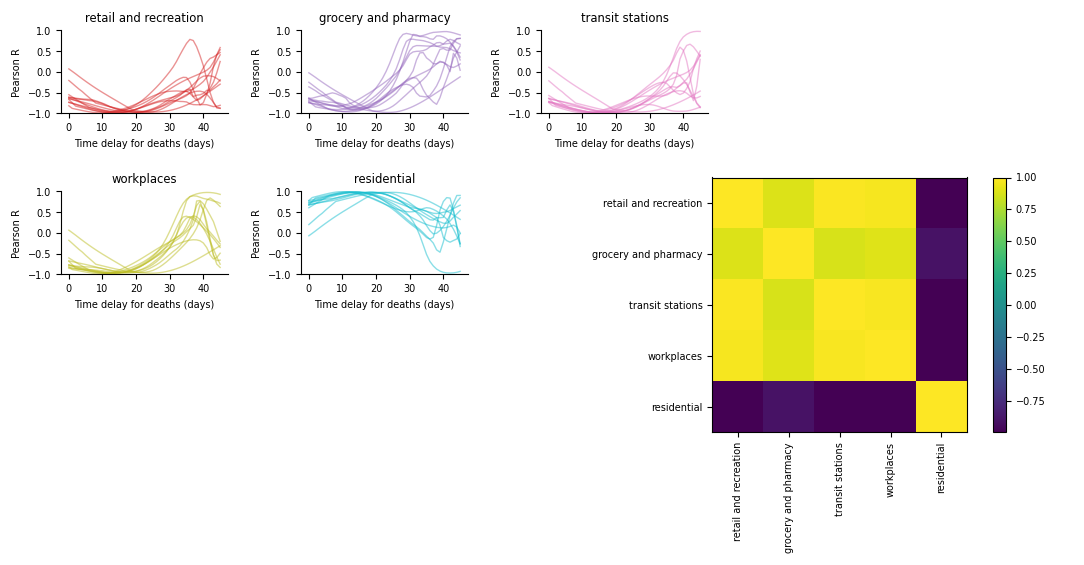 retail and recreation
grocery and pharmacy
transit stations
1.0
0.5
0.0
−0.5
−1.0
Pearson R
0 10 20 30 40
Time delay for deaths (days)
1.0
0.5
0.0
−0.5
−1.0
Pearson R
0 10 20 30 40
Time delay for deaths (days)
1.0
0.5
0.0
−0.5
−1.0
Pearson R
0 10 20 30 40
Time delay for deaths (days)
workplaces
residential
1.0
0.5
0.0
−0.5
−1.0
Pearson R
0 10 20 30 40
Time delay for deaths (days)
1.0
0.5
0.0
−0.5
−1.0
Pearson R
0 10 20 30 40
Time delay for deaths (days)
retail and recreation
grocery and pharmacy
transit stations
workplaces
residential
retail and recreation
grocery and pharmacy
transit stations
workplaces
residential
1.00
0.75
0.50
0.25
0.00
−0.25
−0.50
−0.75